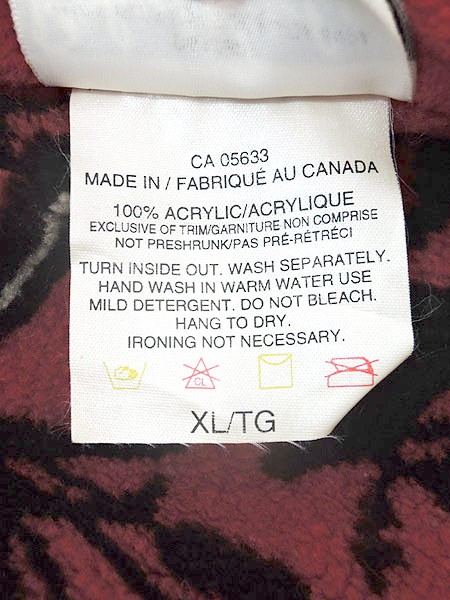 CA 05633
MADE IN / FABRIQUÉ AU CANADA
100% ACRYLIC/ACRYLIQUE
EXCLUSIVE OF TRIM/GARNITURE NON COMPRISE
NOT PRESHRUNK/PAS PRÉ-RÉTRÉCI
TURN INSIDE OUT. WASH SEPARATELY.
HAND WASH IN WARM WATER USE
MILD DETERGENT. DO NOT BLEACH.
HANG TO DRY.
IRONING NOT NECESSARY.
CL
XL/TG